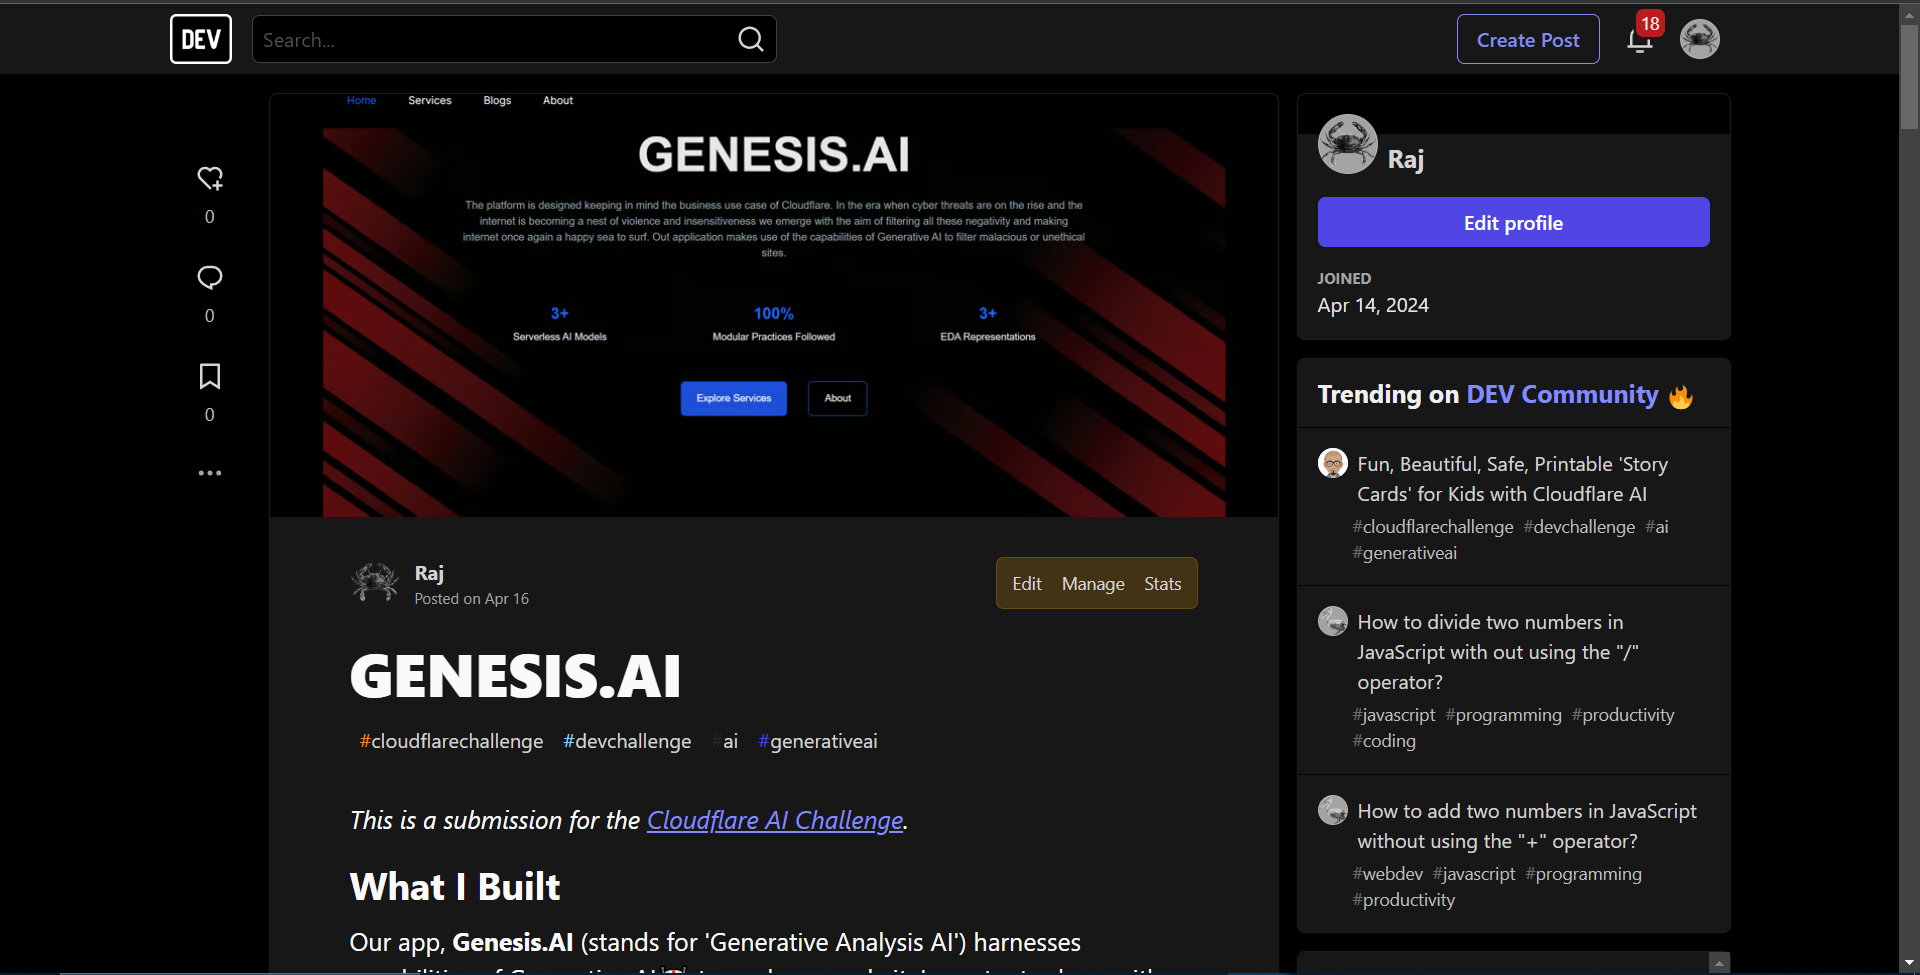 DEV
Search...
Create Post
18
Home Services Blogs About
GENESIS.AI
The platform is designed keeping in mind the business use case of Cloudflare. In the era when cyber threats are on the rise and the
internet is becoming a nest of violence and insensitiveness we emerge with the aim of filtering all these negativity and making
internet once again a happy sea to surf. Out application makes use of the capabilities of Generative AI to filter malacious or unethical
sites.
3+ 100% 3+
Serverless AI Models Modular Practices Followed EDA Representations
Explore Services About
0
0
0
Raj
Posted on Apr 16
Edit Manage Stats
GENESIS.AI
#cloudflarechallenge #devchallenge #ai #generativeai
This is a submission for the Cloudflare AI Challenge.
What I Built
Our app, Genesis.AI (stands for 'Generative Analysis AI') harnesses
Raj
Edit profile
JOINED
Apr 14, 2024
Trending on DEV Community
Fun, Beautiful, Safe, Printable 'Story
Cards' for Kids with Cloudflare AI
#cloudflarechallenge #devchallenge #ai
#generativeai
How to divide two numbers in
JavaScript with out using the "/"
operator?
#javascript #programming #productivity
#coding
How to add two numbers in JavaScript
without using the "+" operator?
#webdev #javascript #programming
#productivity